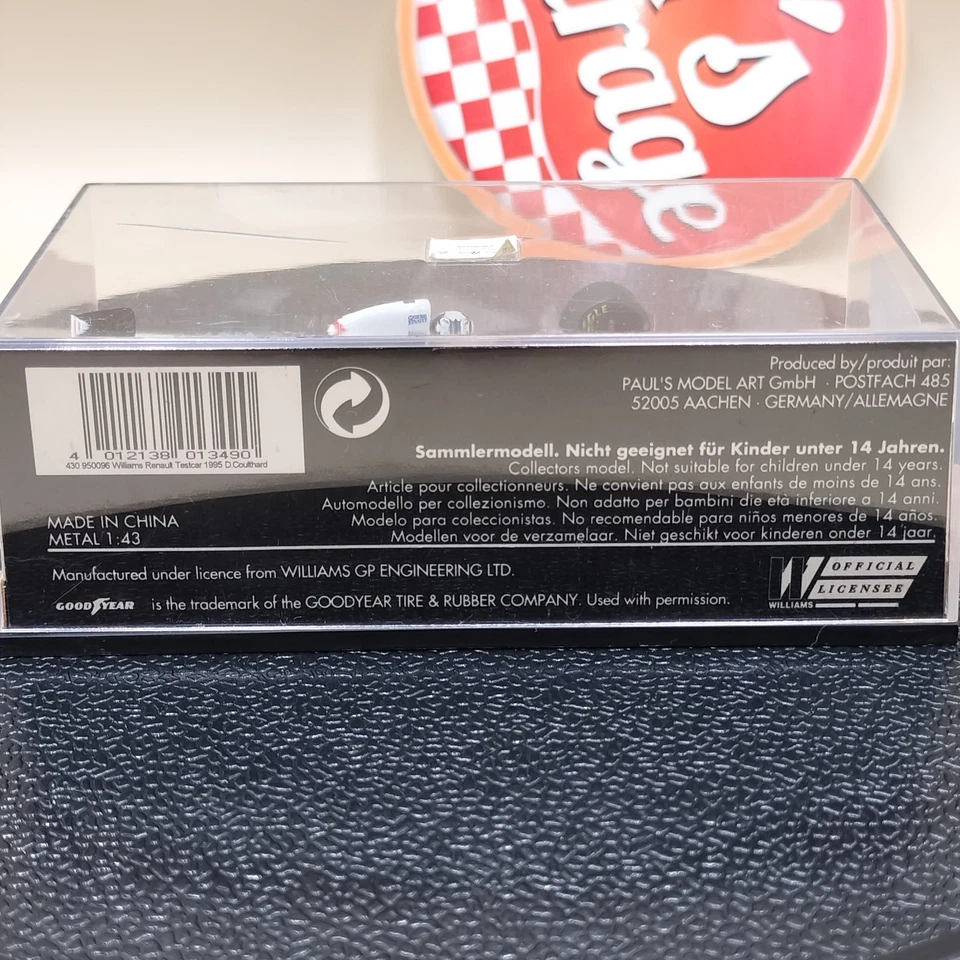 Produced by/produit par:
PAUL'S MODEL ART GmbH · POSTFACH 485
52005 AACHEN · GERMANY/ALLEMAGNE
4 012138 013490
430 950096 Williams Renault Testcar 1995 D.Coulthard
Sammlermodell. Nicht geeignet für Kinder unter 14 Jahren.
Collectors model. Not suitable for children under 14 years.
Article pour collectionneurs. Ne convient pas aux enfants de moins de 14 ans.
Automodello per collezionismo. Non adatto per bambini die età inferiore a 14 anni.
Modelo para coleccionistas. No recomendable para niños menores de 14 años.
Modellen voor de verzamelaar. Niet geschikt voor kinderen onder 14 jaar.
MADE IN CHINA
METAL 1:43
Manufactured under licence from WILLIAMS GP ENGINEERING LTD.
GOODYEAR is the trademark of the GOODYEAR TIRE & RUBBER COMPANY. Used with permission.
W OFFICIAL
LICENSEE
WILLIAMS